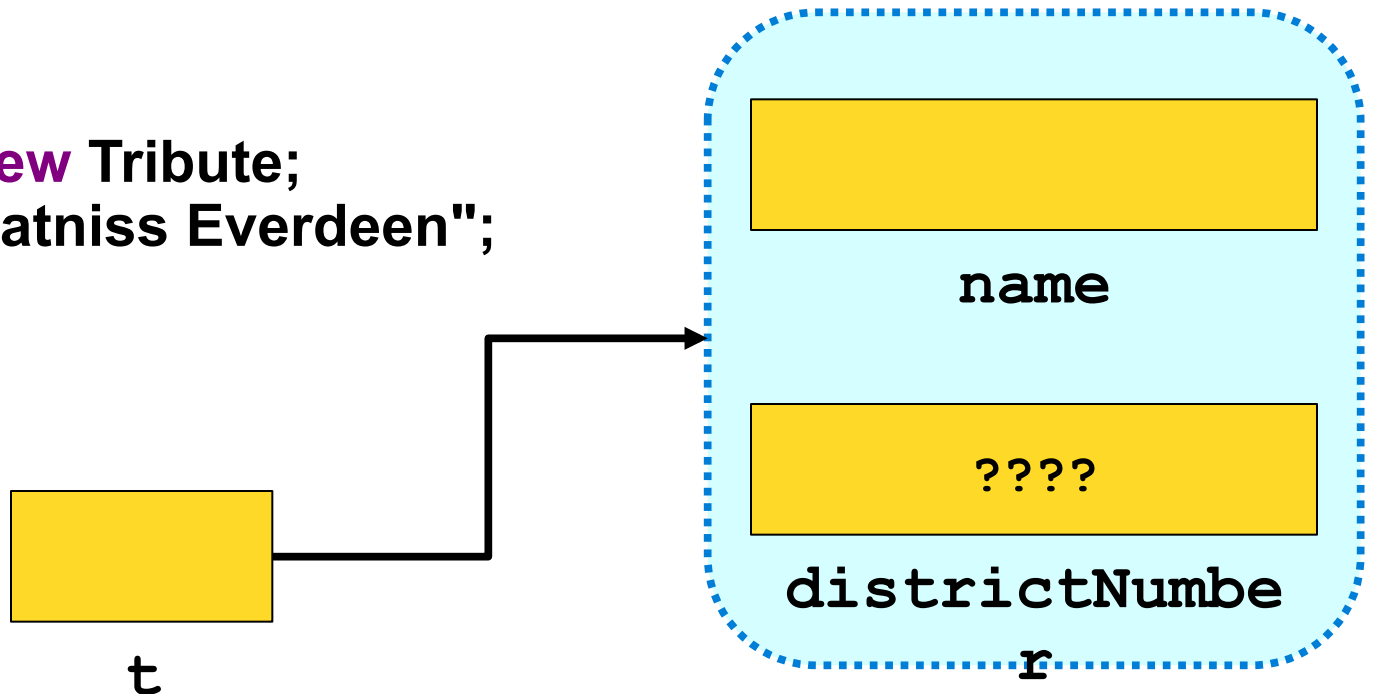 ew Tribute;
atniss Everdeen";
name
????
districtNumbe
r
t